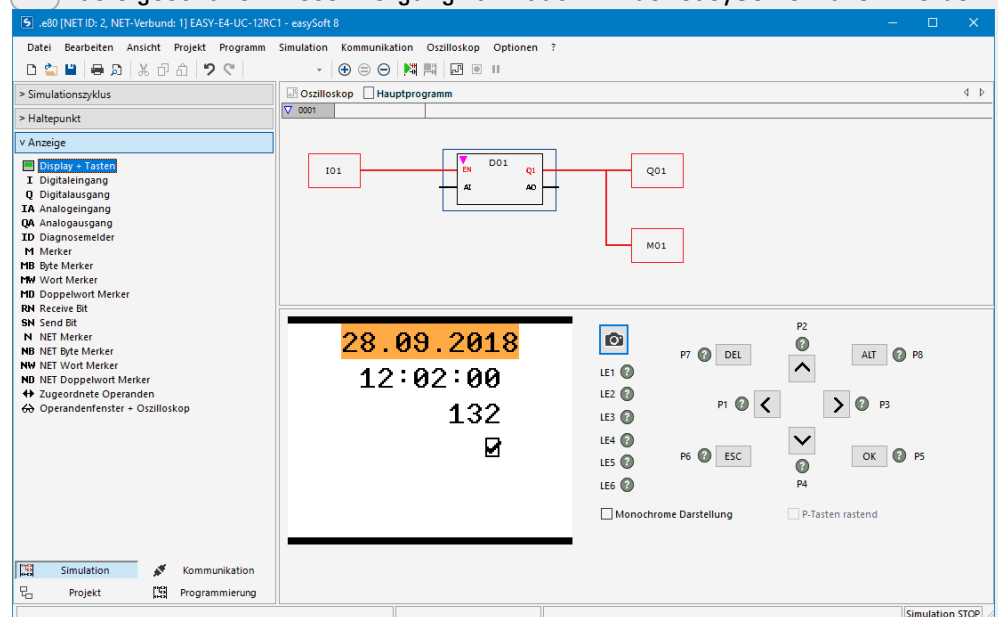 .e80 [NET ID: 2, NET-Verbund: 1] EASY-E4-UC-12RC1 - easySoft 8
Datei Bearbeiten Ansicht Projekt Programm Simulation Kommunikation Oszilloskop Optionen ?
> Simulationszyklus
> Haltepunkt
v Anzeige
Display + Tasten
I Digitaleingang
Q Digitalausgang
IA Analogeingang
QA Analogausgang
ID Diagnosemelder
M Merker
MB Byte Merker
MW Wort Merker
MD Doppelwort Merker
RN Receive Bit
SN Send Bit
N NET Merker
NB NET Byte Merker
NW NET Wort Merker
ND NET Doppelwort Merker
Zugeordnete Operanden
Operandenfenster + Oszilloskop
Simulation Kommunikation
Projekt Programmierung
Oszilloskop Hauptprogramm
0001
I01
D01
EN Q1
AI AO
Q01
M01
28.09.2018
12:02:00
132
LE1 ?
LE2 ?
LE3 ?
LE4 ?
LE5 ?
LE6 ?
P2
?
P7 ? DEL
ALT ? P8
P1 ?
? P3
P6 ? ESC
OK ? P5
?
P4
Monochrome Darstellung
P-Tasten rastend
Simulation STOP